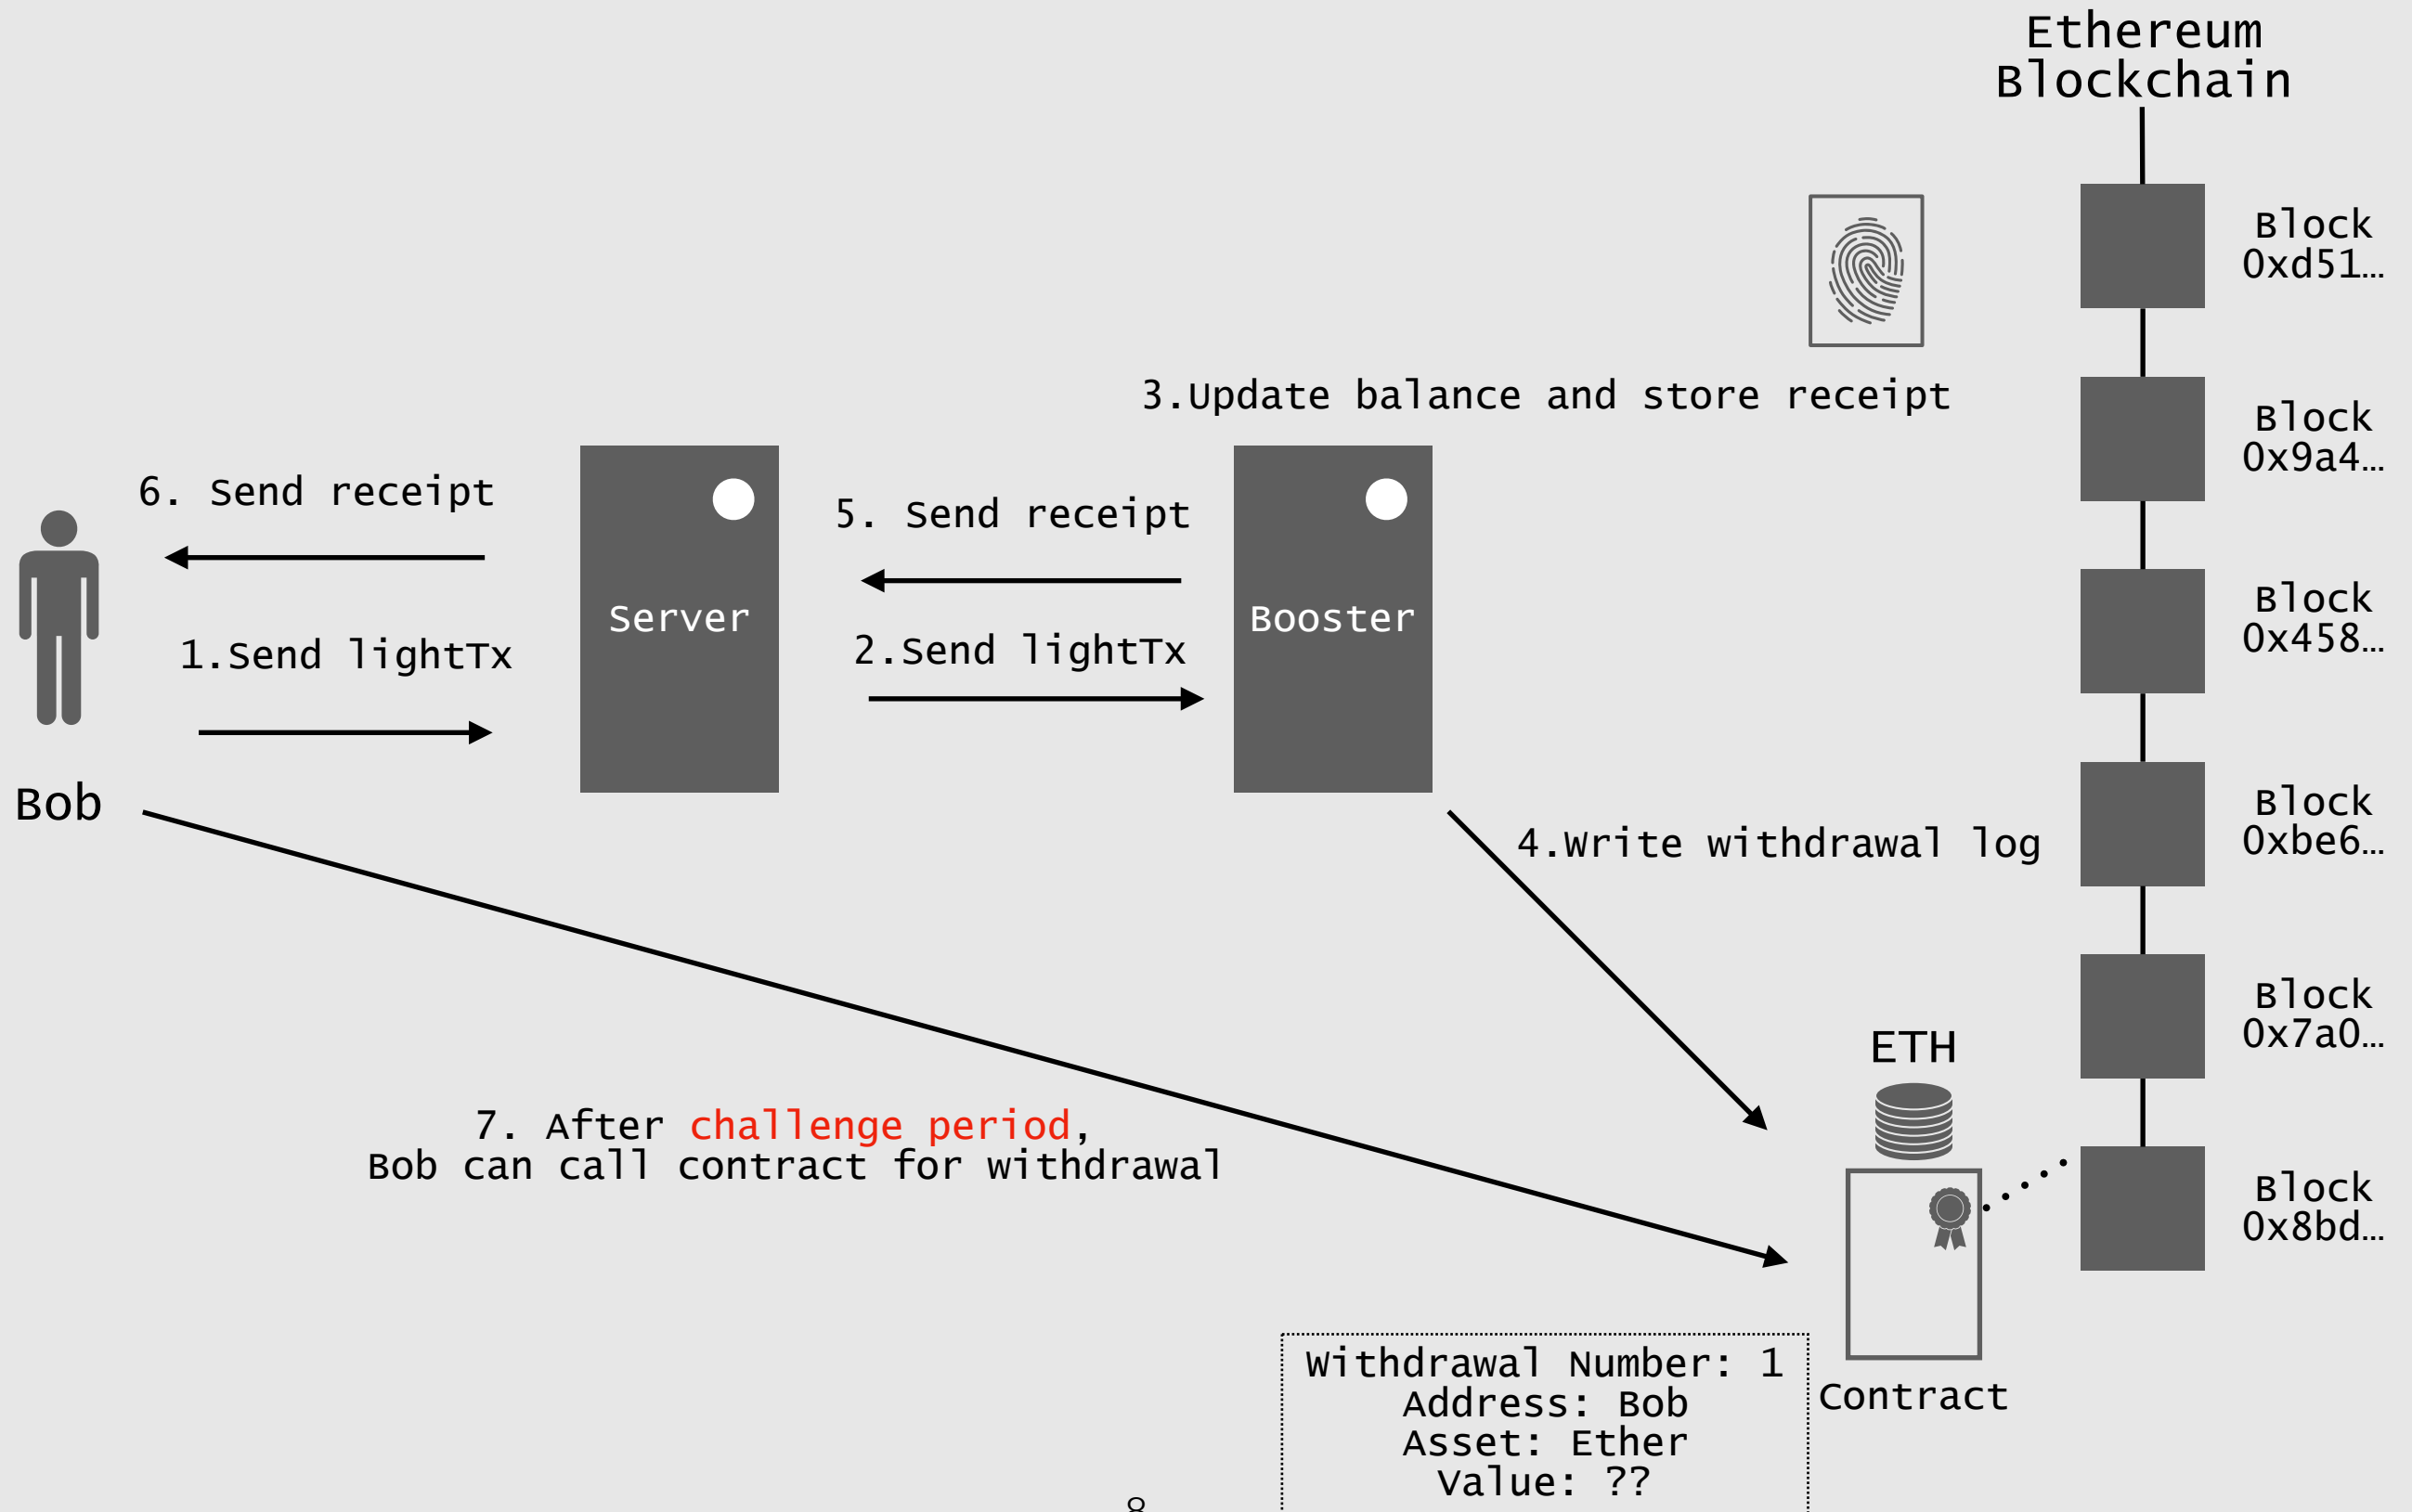 Ethereum
Blockchain
Block
0xd51…
3.Update balance and store receipt
Block
0x9a4…
6. Send receipt
5. Send receipt
Server
Booster
Block
0x458…
1.Send lightTx
2.Send lightTx
Bob
4.Write withdrawal log
Block
0xbe6…
Block
0x7a0…
ETH
7. After challenge period,
Bob can call contract for withdrawal
Block
0x8bd…
Contract
Withdrawal Number: 1
Address: Bob
Asset: Ether
Value: ??
8